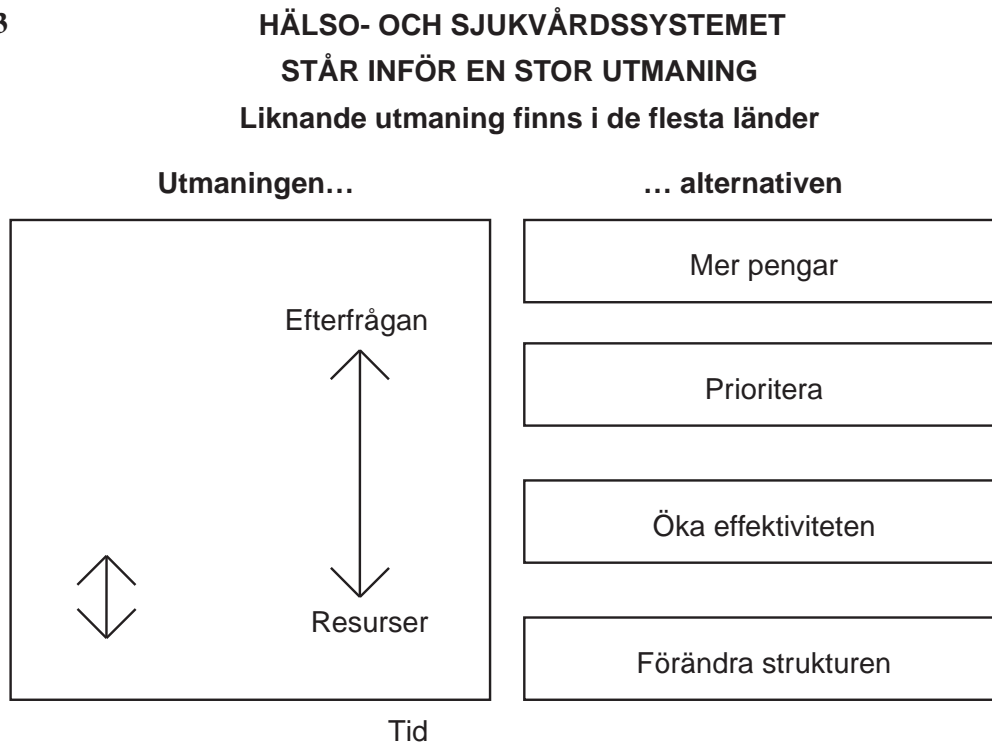 3
HÄLSO- OCH SJUKVÅRDSSYSTEMET
STÅR INFÖR EN STOR UTMANING
Liknande utmaning finns i de flesta länder
Utmaningen…
Efterfrågan
Resurser
Tid
… alternativen
Mer pengar
Prioritera
Öka effektiviteten
Förändra strukturen